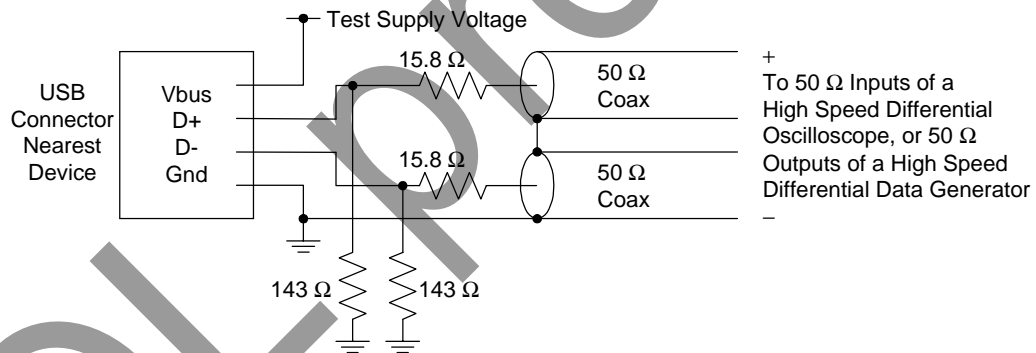 Test Supply Voltage
15.8 Ω
50 Ω
Coax
+
To 50 Ω Inputs of a
High Speed Differential
Oscilloscope, or 50 Ω
Outputs of a High Speed
Differential Data Generator
−
USB
Connector
Nearest
Device
Vbus
D+
D-
Gnd
15.8 Ω
50 Ω
Coax
143 Ω
143 Ω